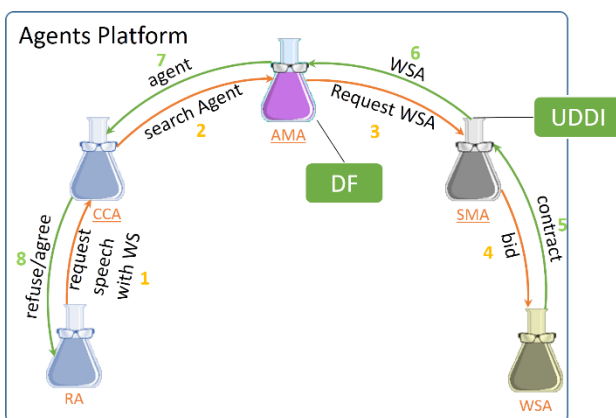 Agents Platform
7
agent
6
WSA
search Agent
2
AMA
Request WSA
3
UDDI
DF
CCA
SMA
8
refuse/agree
request
speech
with WS
1
4
bid
contract
5
RA
WSA